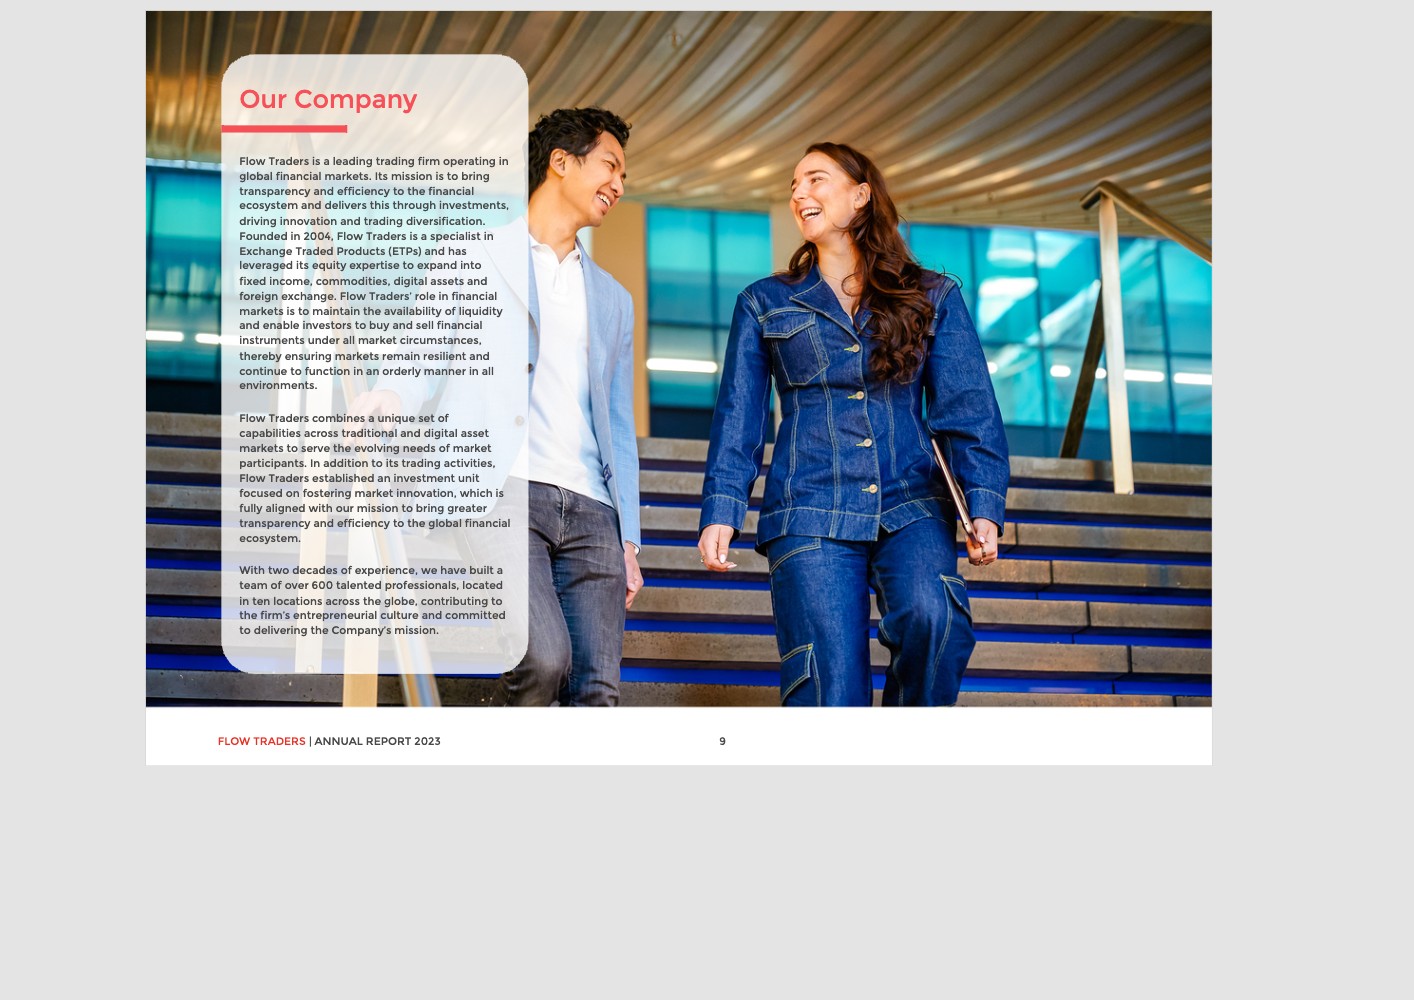 Our Company
Flow Traders is a leading trading firm operating in
global financial markets. Its mission is to bring
transparency and efficiency to the financial
ecosystem and delivers this through investments,
driving innovation and trading diversification.
Founded in 2004, Flow Traders is a specialist in
Exchange Traded Products (ETPs) and has
leveraged its equity expertise to expand into
fixed income, commodities, digital assets and
foreign exchange. Flow Traders' role in financial
markets is to maintain the availability of liquidity
and enable investors to buy and sell financial
instruments under all market circumstances,
thereby ensuring markets remain resilient and
continue to function in an orderly manner in all
environments.
Flow Traders combines a unique set of
capabilities across traditional and digital asset
markets to serve the evolving needs of market
participants. In addition to its trading activities,
Flow Traders established an investment unit
focused on fostering market innovation, which is
fully aligned with our mission to bring greater
transparency and efficiency to the global financial
ecosystem.
With two decades of experience, we have built a
team of over 600 talented professionals, located
in ten locations across the globe, contributing to
the firm's entrepreneurial culture and committed
to delivering the Company's mission.
FLOW TRADERS | ANNUAL REPORT 2023
9